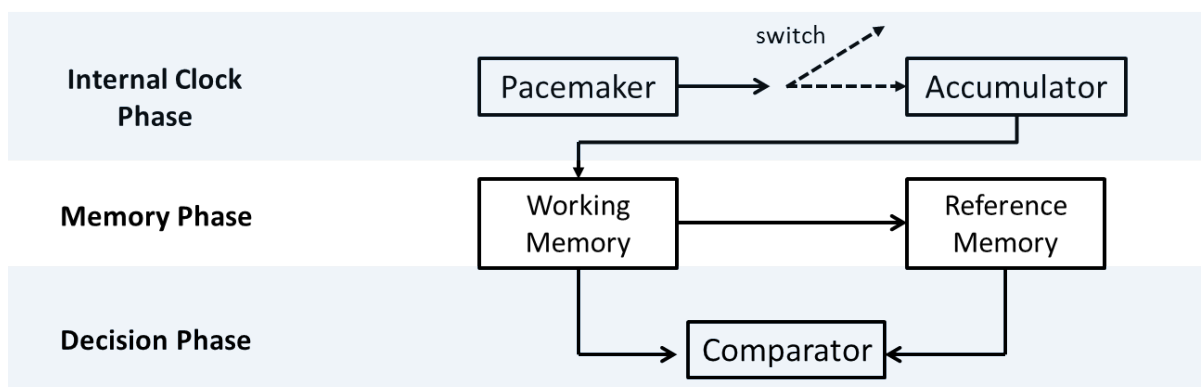 switch
Internal Clock
Phase
Pacemaker
Accumulator
Memory Phase
Working
Memory
Reference
Memory
Decision Phase
Comparator